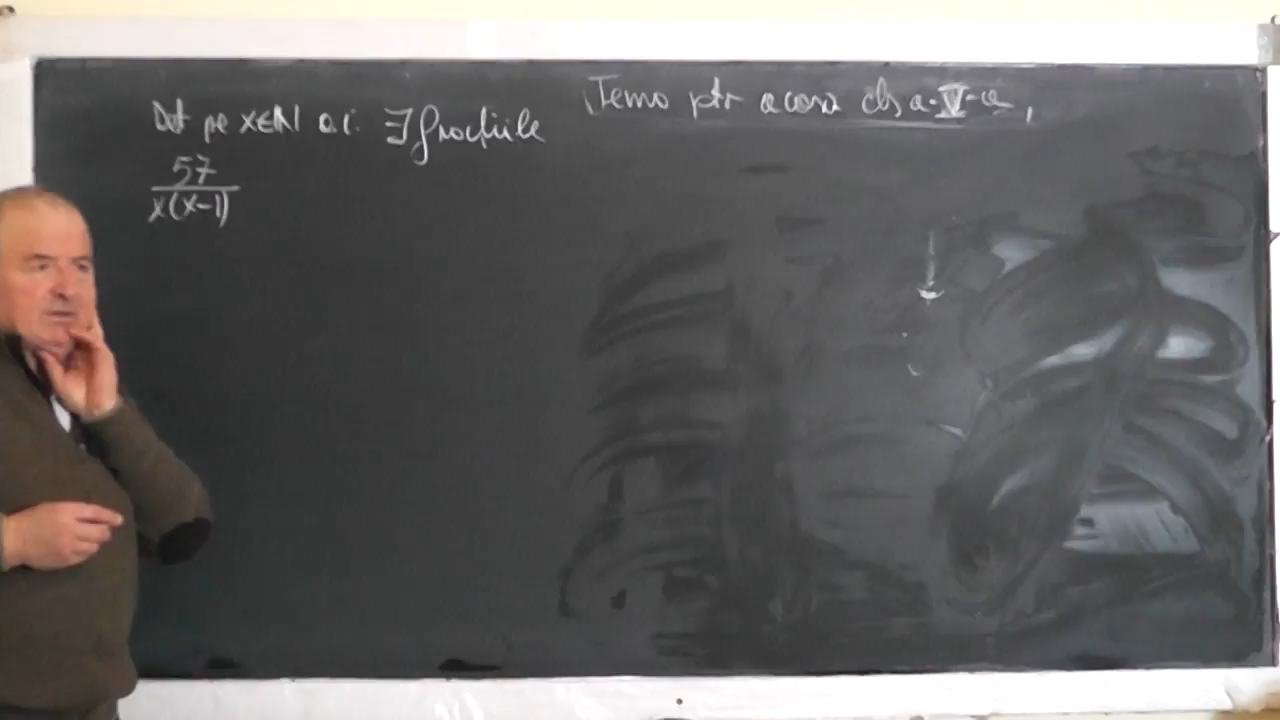 Det pe x∈N a.î. ∃ fracțiile
57
x(x-1)
Temă ptr acasă cls a-V-a,